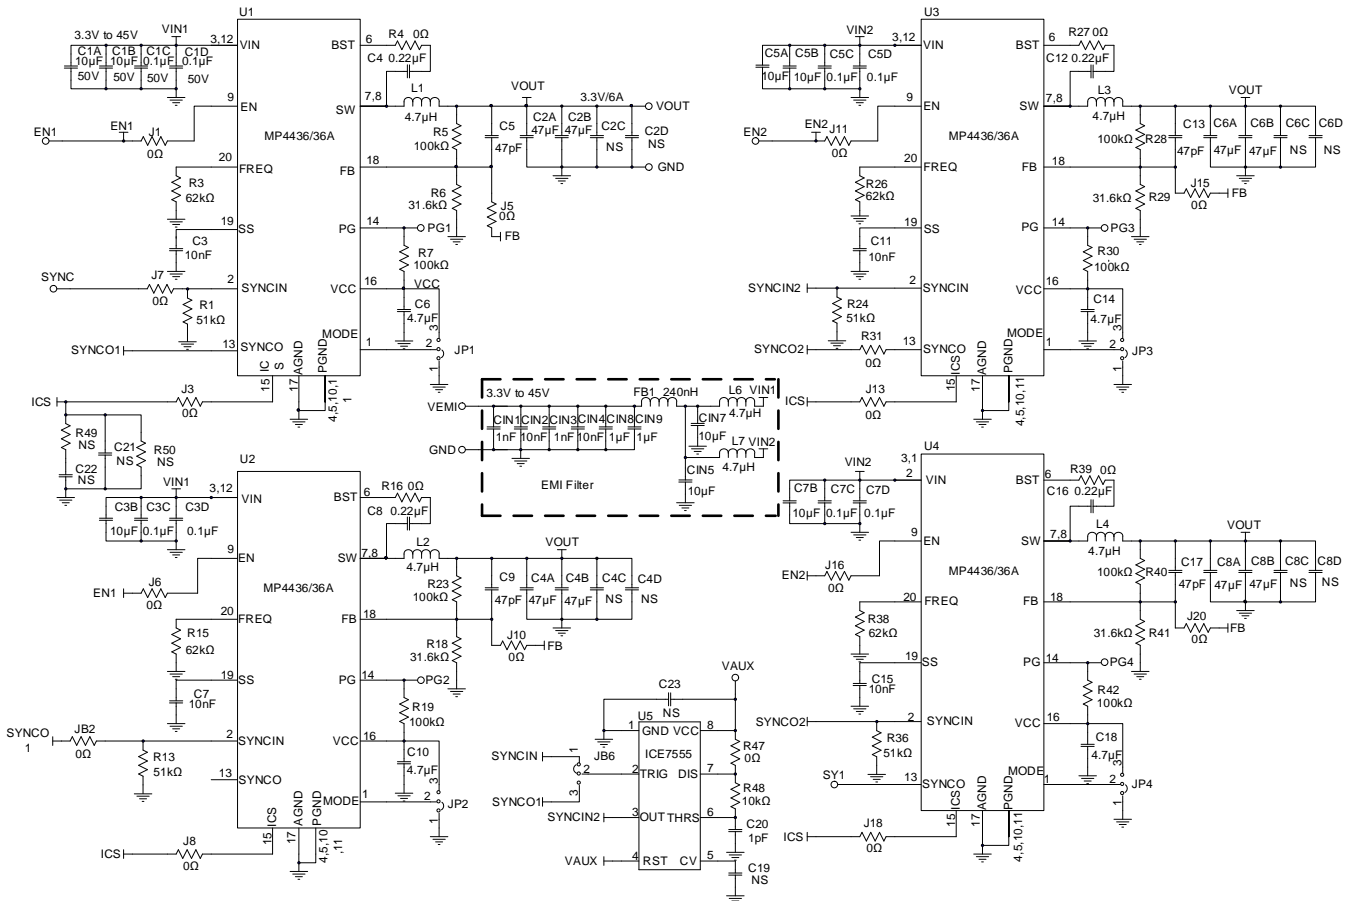 U1
VIN1
3.3V to 45V
C1A C1B C1C C1D
10µF 10µF 0.1µF 0.1µF
50V 50V 50V 50V
3,12 VIN
BST 6
R4 0Ω
C4 0.22µF
9 EN
EN1
EN1
J1
0Ω
SW 7,8
L1
4.7µH
VOUT
3.3V/6A
VOUT
MP4436/36A
R5
100kΩ
C5
47pF
C2A
47µF
C2B
47µF
C2C
NS
C2D
NS
GND
20 FREQ
R3
62kΩ
FB 18
R6
31.6kΩ
J5
0Ω
FB
19 SS
C3
10nF
PG 14
PG1
R7
100kΩ
SYNC
J7
0Ω
2 SYNCIN
R1
51kΩ
VCC 16
VCC
C6
4.7µF
SYNCO1
13 SYNCO
MODE
1
3
2
1
JP1
IC
S
15
AGND
17
PGND
4,5,10,1
1
ICS
J3
0Ω
R49
NS
C21
NS
R50
NS
C22
NS
U2
VIN1
C3B C3C C3D
10µF 0.1µF 0.1µF
3,12 VIN
BST 6
R16 0Ω
C8 0.22µF
9 EN
EN1
J6
0Ω
SW 7,8
L2
4.7µH
VOUT
MP4436/36A
R23
100kΩ
C9
47pF
C4A
47µF
C4B
47µF
C4C
NS
C4D
NS
20 FREQ
R15
62kΩ
FB 18
R18
31.6kΩ
J10
0Ω
FB
19 SS
C7
10nF
PG 14
PG2
R19
100kΩ
SYNCO
1
JB2
0Ω
2 SYNCIN
R13
51kΩ
VCC 16
C10
4.7µF
13 SYNCO
MODE 1
3
2
1
JP2
15 ICS
17 AGND
PGND
4,5,10
,11
ICS
J8
0Ω
3.3V to 45V
VEMI
GND
CIN1
1nF
CIN2
10nF
CIN3
1nF
CIN4
10nF
CIN8
1µF
CIN9
1µF
FB1 240nH
L6 VIN1
4.7µH
CIN7
10µF
L7 VIN2
4.7µH
CIN5
10µF
EMI Filter
VAUX
C23
NS
U5
1 GND VCC 8
ICE7555
R47
0Ω
SYNCIN
1
2
3
JB6
SYNCO1
2 TRIG DIS 7
R48
10kΩ
SYNCIN2
3 OUT THRS 6
C20
1pF
VAUX
4 RST CV 5
C19
NS
U3
VIN2
C5A C5B C5C C5D
10µF 10µF 0.1µF 0.1µF
3,12 VIN
BST 6
R27 0Ω
C12 0.22µF
9 EN
EN2
EN2
J11
0Ω
SW 7,8
L3
4.7µH
VOUT
MP4436/36A
100kΩ R28
C13
47pF
C6A
47µF
C6B
47µF
C6C
NS
C6D
NS
20 FREQ
R26
62kΩ
FB 18
31.6kΩ R29
J15
0Ω
FB
19 SS
C11
10nF
PG 14
PG3
R30
100kΩ
SYNCIN2
2 SYNCIN
R24
51kΩ
VCC 16
C14
4.7µF
SYNCO2
R31
0Ω
13 SYNCO
MODE
1
3
2
1
JP3
15 ICS
17 AGND
PGND
4,5,10,11
ICS
J13
0Ω
U4
VIN2
C7B C7C C7D
10µF 0.1µF 0.1µF
3,1
2 VIN
BST 6
R39 0Ω
C16 0.22µF
9 EN
EN2
J16
0Ω
SW 7,8
L4
4.7µH
VOUT
MP4436/36A
100kΩ R40
C17
47pF
C8A
47µF
C8B
47µF
C8C
NS
C8D
NS
20 FREQ
R38
62kΩ
FB 18
31.6kΩ R41
J20
0Ω
FB
19 SS
C15
10nF
PG 14
PG4
R42
100kΩ
SYNCO2
2 SYNCIN
R36
51kΩ
VCC 16
C18
4.7µF
SY1
13 SYNCO
MODE
1
3
2
1
JP4
15 ICS
17 AGND
PGND
4,5,10,11
ICS
J18
0Ω